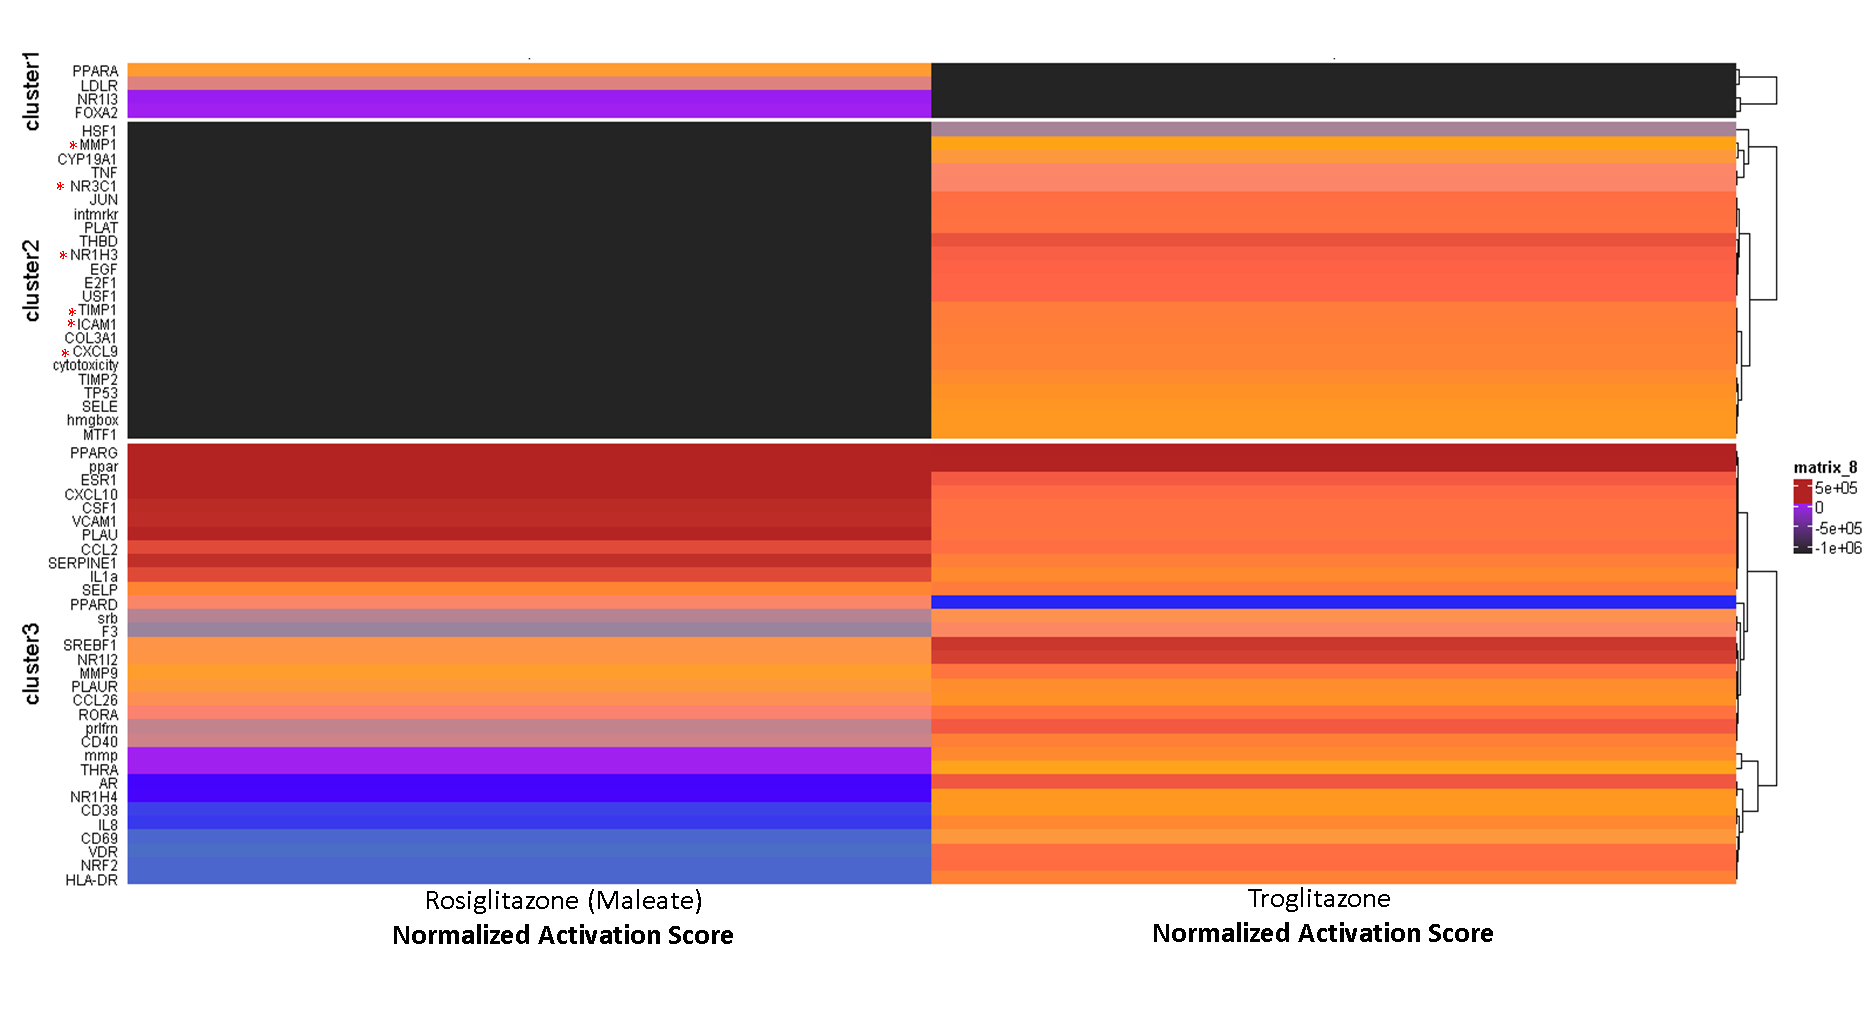 cluster1
PPARA
LDLR
NR1I3
FOXA2
cluster2
HSF1
* MMP1
CYP19A1
TNF
* NR3C1
JUN
intmrkr
PLAT
THBD
* NR1H3
EGF
E2F1
USF1
* TIMP1
* ICAM1
COL3A1
* CXCL9
cytotoxicity
TIMP2
TP53
SELE
hmgbox
MTF1
cluster3
PPARG
ppar
ESR1
CXCL10
CSF1
VCAM1
PLAU
CCL2
SERPINE1
IL1a
SELP
PPARD
srb
F3
SREBF1
NR1I2
MMP9
PLAUR
CCL26
RORA
prlfrn
CD40
mmp
THRA
AR
NR1H4
CD38
IL8
CD69
VDR
NRF2
HLA-DR
matrix_8
5e+05
0
-5e+05
-1e+06
Rosiglitazone (Maleate)
Normalized Activation Score
Troglitazone
Normalized Activation Score